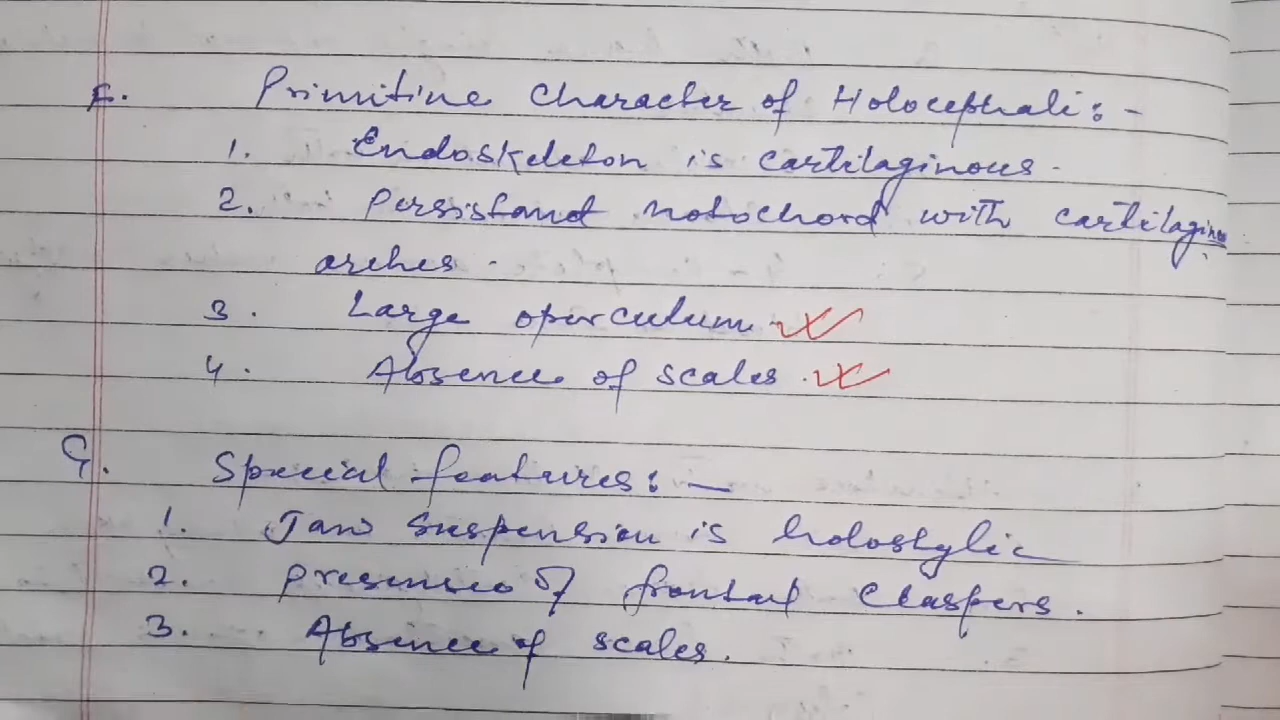 F. Primitive Character of Holocephali:-
1. Endoskeleton is cartilaginous.
2. Persistant notochord with cartilaginous
arches.
3. Large operculum
4. Absence of scales.
G. Special features:-
1. Jaw Suspension is holostylic
2. presence of frontal Claspers.
3. Absence of scales.